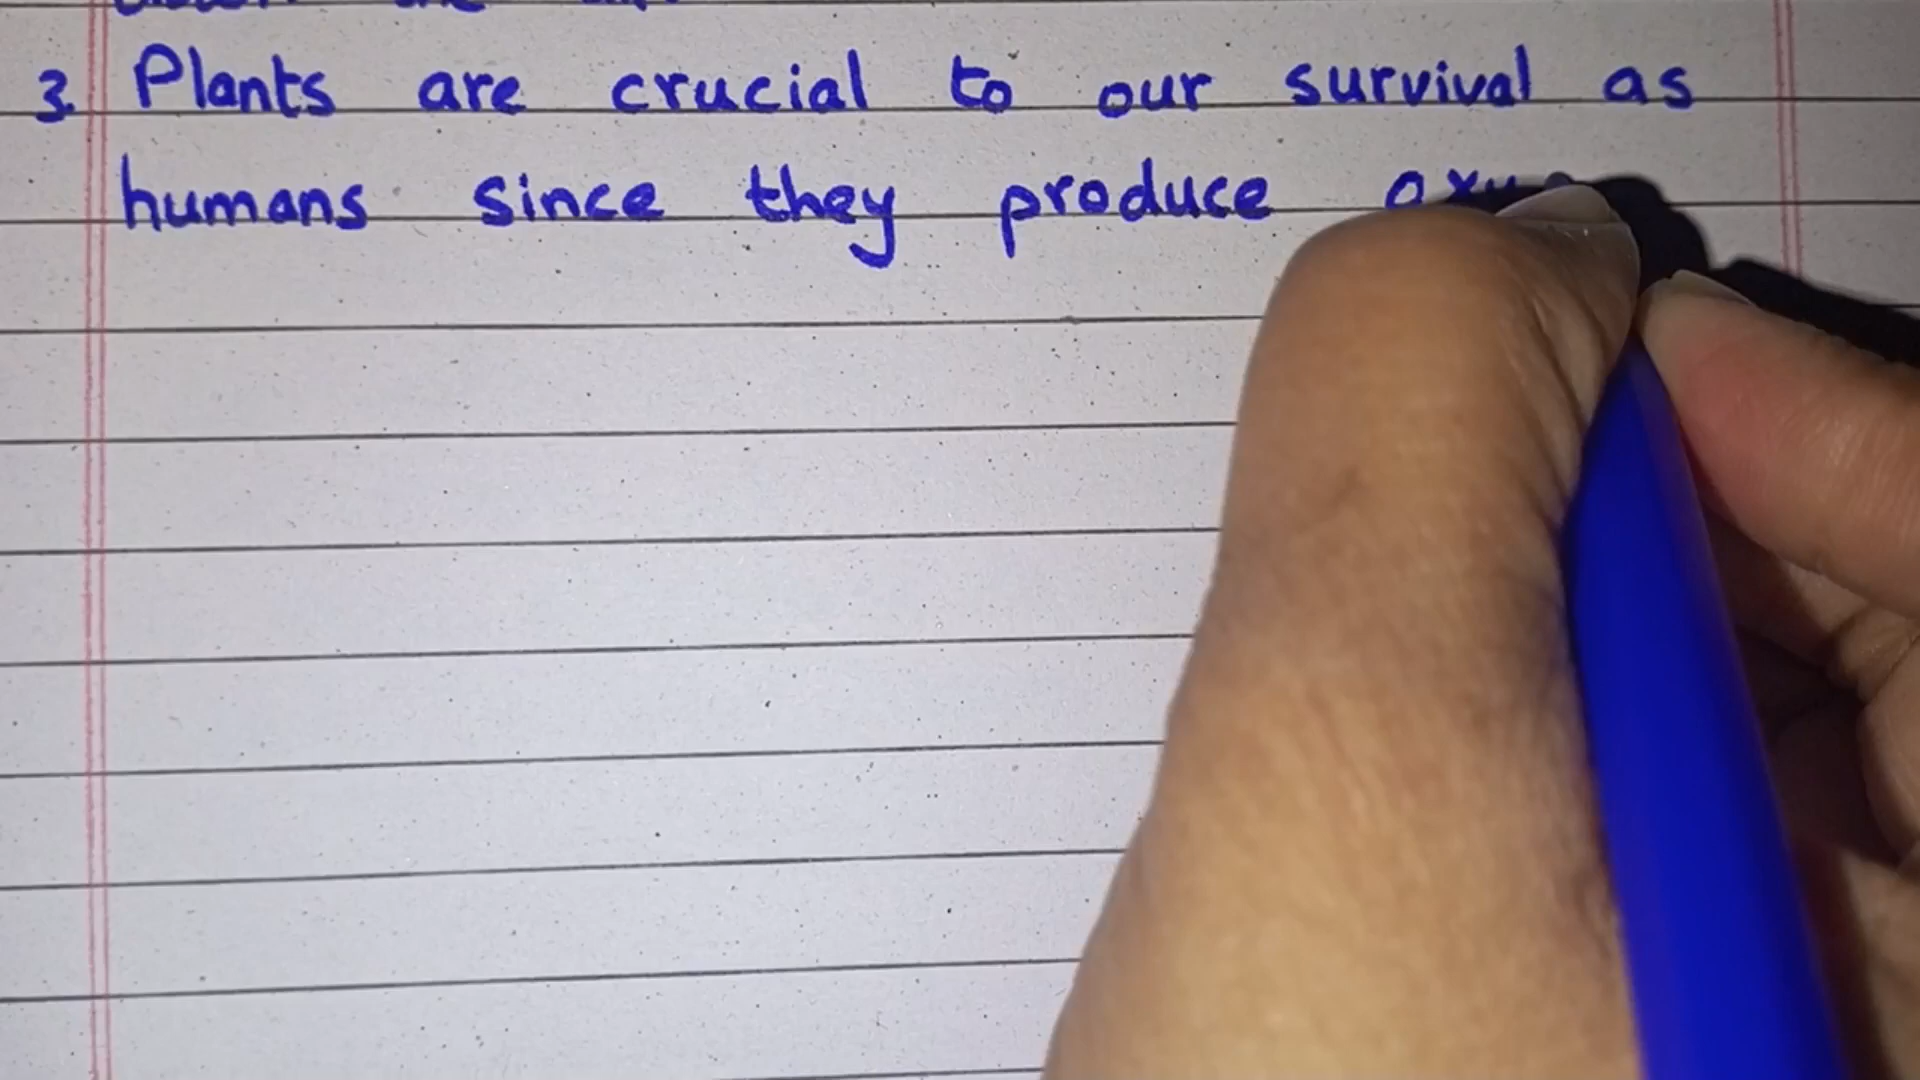 3. Plants are crucial to our survival as
humans since they produce